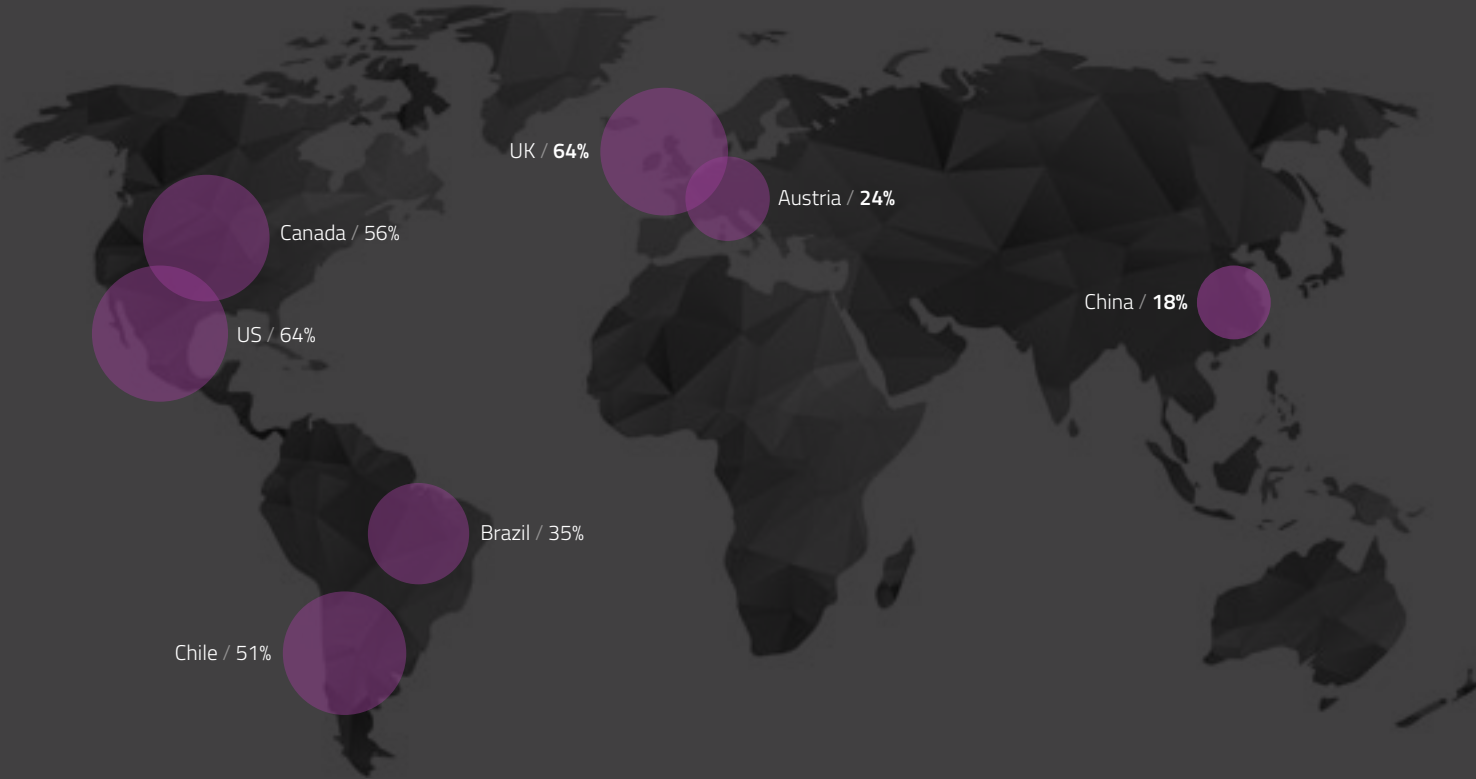 UK / 64%
Austria / 24%
Canada / 56%
China / 18%
US / 64%
Brazil / 35%
Chile / 51%